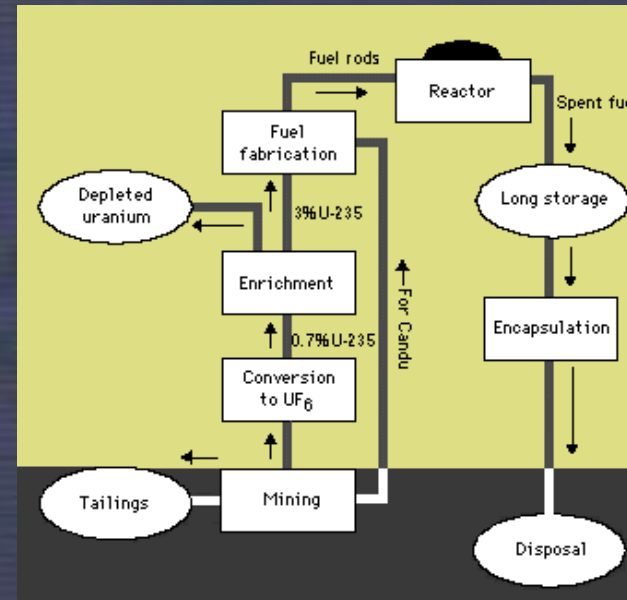 Fuel rods
Reactor
Spent
Fuel
fabrication
Depleted
uranium
3%U-235
Long storage
Enrichment
For Candu
Encapsulation
0.7%U-235
Conversion
to UF6
Tailings
Mining
Disposal